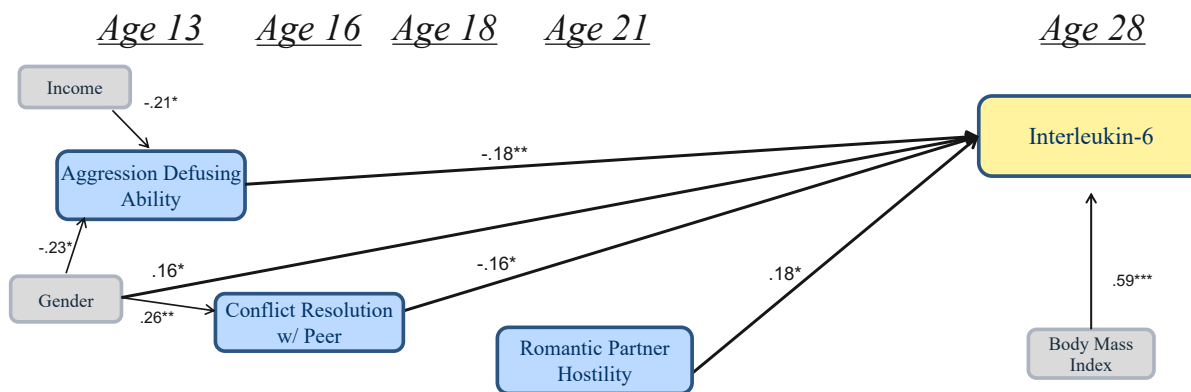 Age 13 Age 16 Age 18 Age 21 Age 28
Income
-.21*
Interleukin-6
-.18**
Aggression Defusing
Ability
-.23*
.16*
-.16*
.18*
.59***
Gender
.26**
Conflict Resolution
w/ Peer
Romantic Partner
Hostility
Body Mass
Index